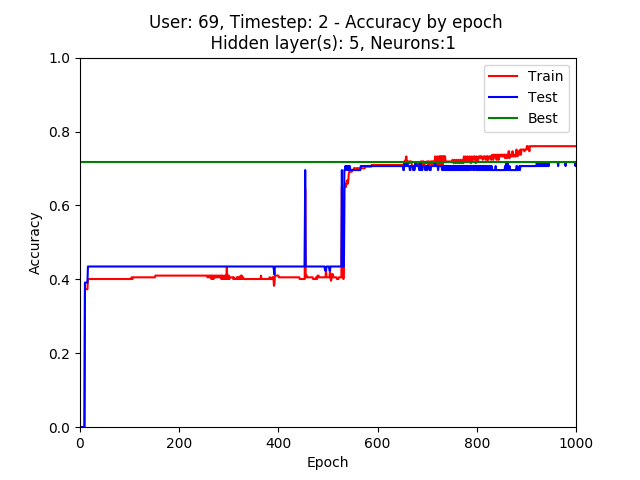 User: 69, Timestep: 2 - Accuracy by epoch
Hidden layer(s): 5, Neurons:1
Train
Test
Best
1.0
0.8
0.6
0.4
0.2
0.0
Accuracy
0
200
400
600
800
1000
Epoch